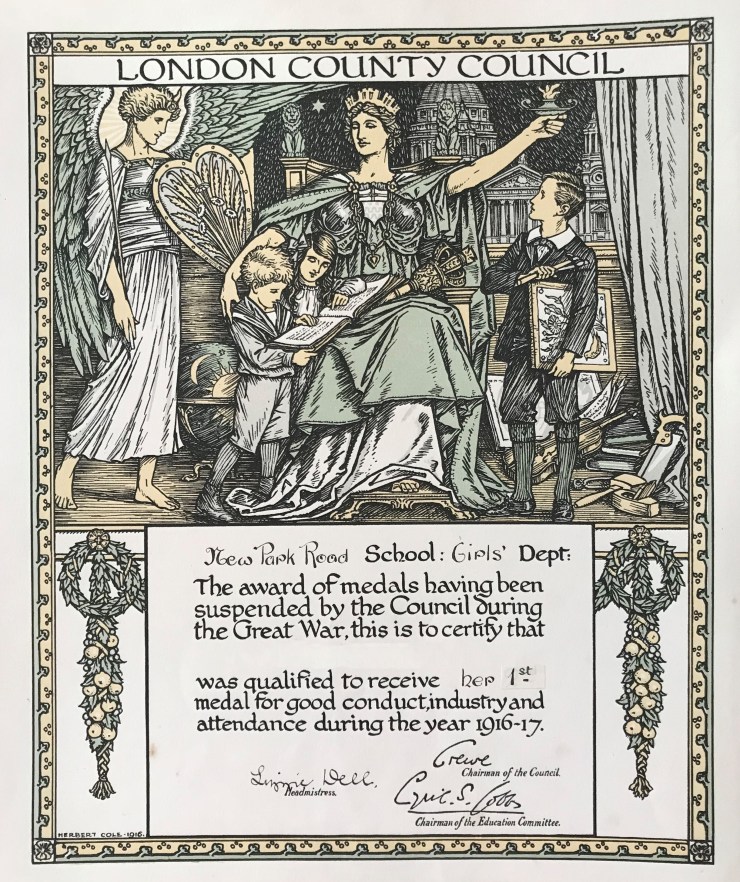 LONDON COUNTY COUNCIL
New Park Road School: Girls' Dept:
The award of medals having been
suspended by the Council during
the Great War, this is to certify that
was qualified to receive her 1st
medal for good conduct, industry and
attendance during the year 1916-17.
Crewe
Chairman of the Council.
Lizzie Dell.
Headmistress.
Cyril. S. Cobb
Chairman of the Education Committee.
HERBERT COLE · 1916.